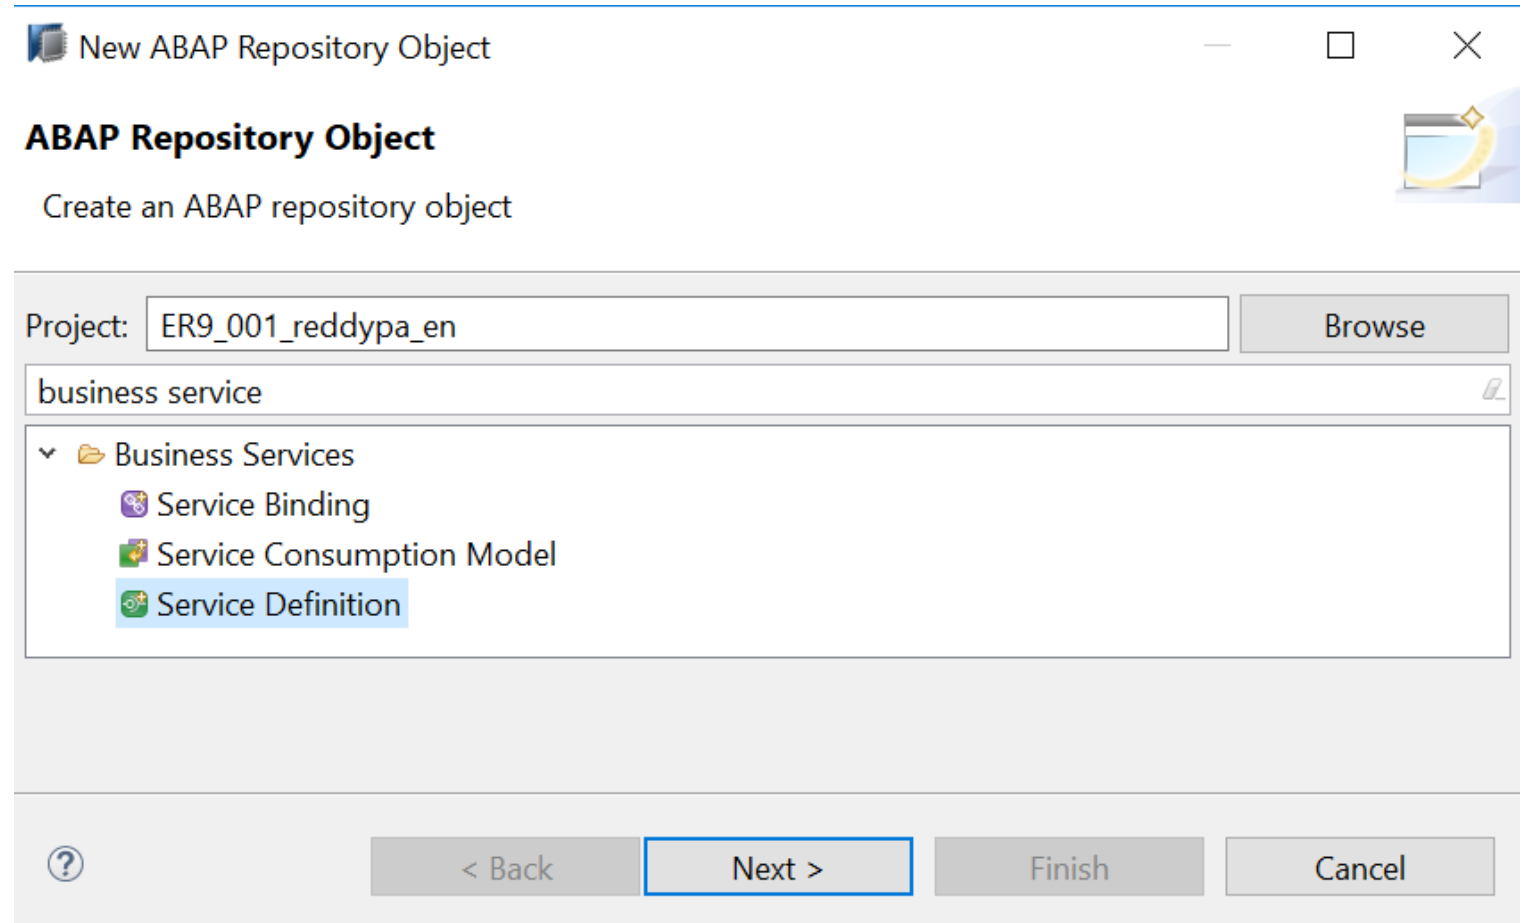 New ABAP Repository Object
ABAP Repository Object
Create an ABAP repository object
Project: ER9_001_reddypa_en Browse
business service
Business Services
Service Binding
Service Consumption Model
Service Definition
? < Back Next > Finish Cancel